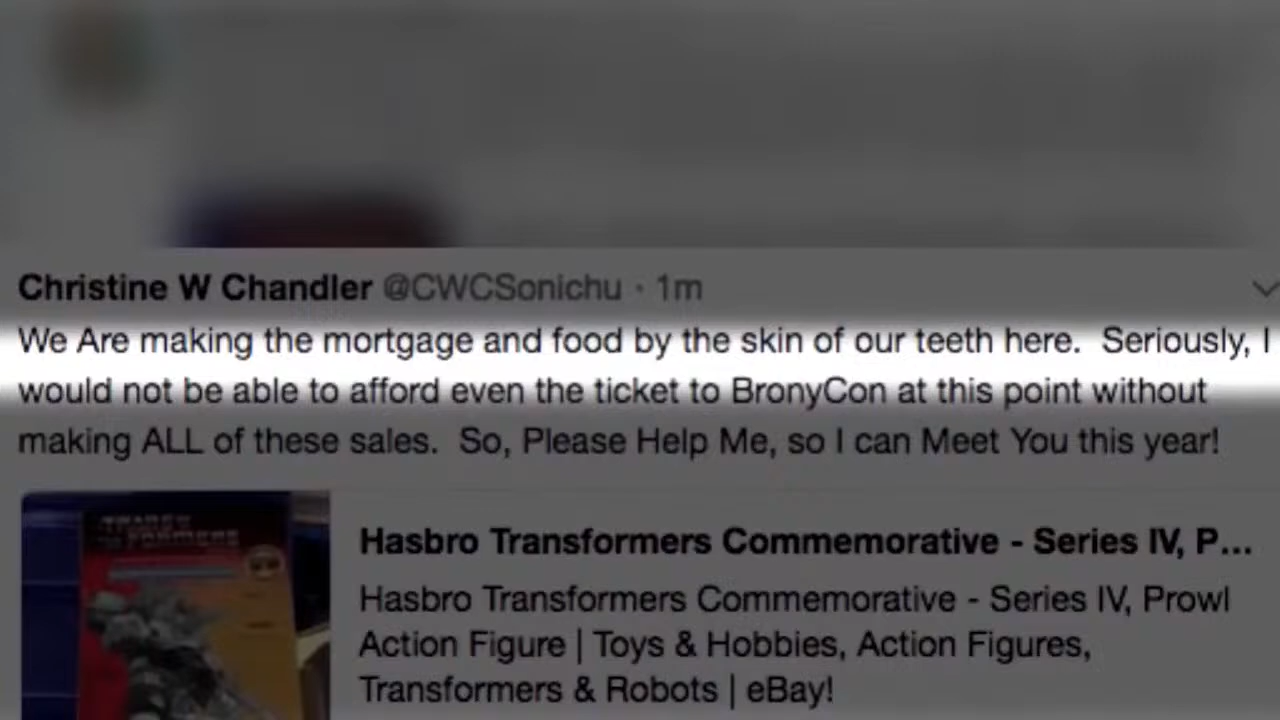 Christine W Chandler @CWCSonichu · 1m
We Are making the mortgage and food by the skin of our teeth here.  Seriously, I
would not be able to afford even the ticket to BronyCon at this point without
making ALL of these sales.  So, Please Help Me, so I can Meet You this year!
Hasbro Transformers Commemorative - Series IV, P...
Hasbro Transformers Commemorative - Series IV, Prowl
Action Figure | Toys & Hobbies, Action Figures,
Transformers & Robots | eBay!